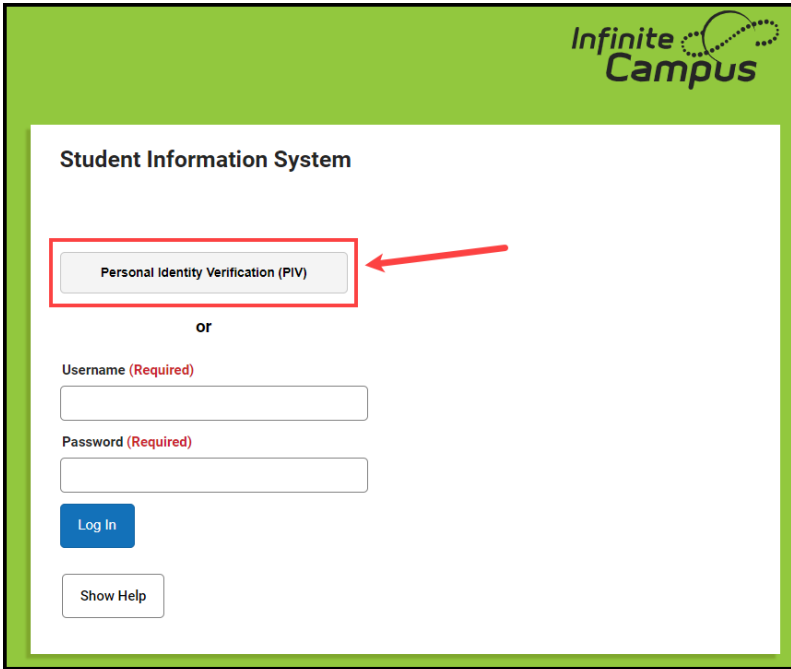 Infinite
Campus
Student Information System
Personal Identity Verification (PIV)
or
Username (Required)
Password (Required)
Log In
Show Help